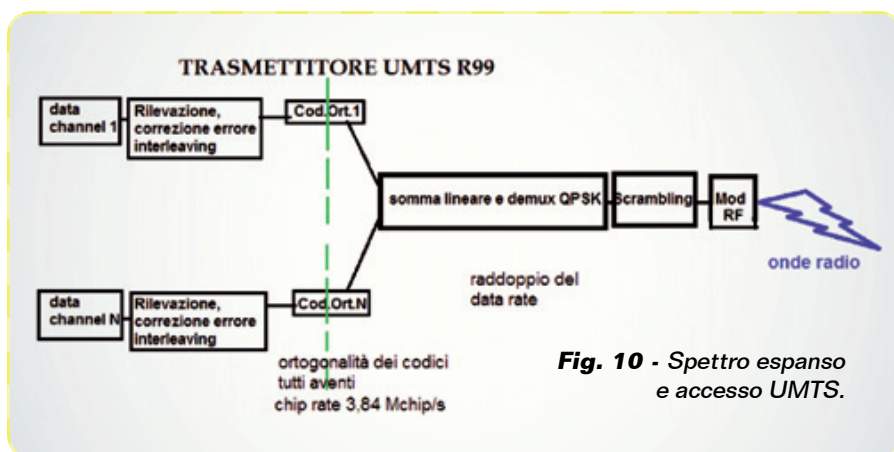 TRASMETTITORE UMTS R99
data
channel 1
Rilevazione,
correzione errore
interleaving
Cod.Ort.1
somma lineare e demux QPSK
Scrambling
Mod
RF
onde radio
data
channel N
Rilevazione,
correzione errore
interleaving
Cod.Ort.N
raddoppio del
data rate
ortogonalità dei codici
tutti aventi
chip rate 3,84 Mchip/s
Fig. 10 - Spettro espanso
e accesso UMTS.